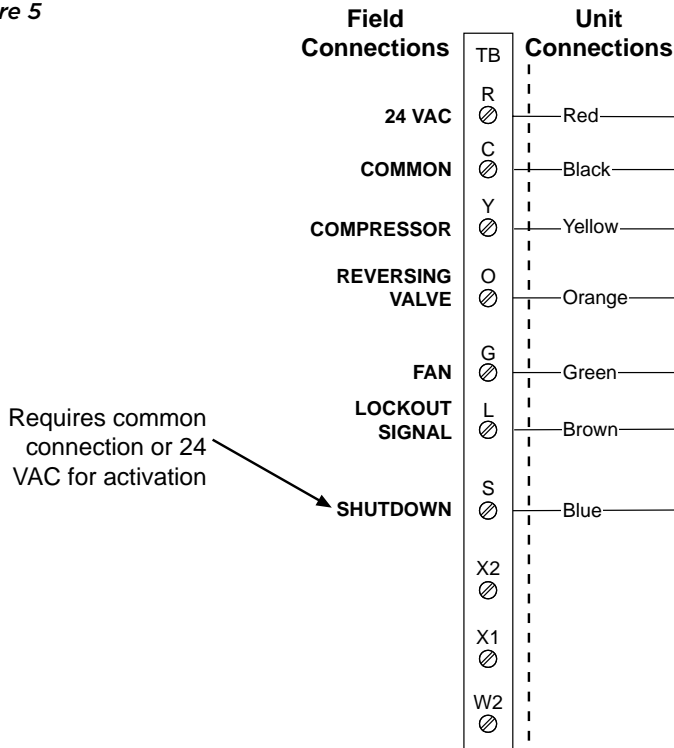 re 5
Field
Connections
Unit
Connections
TB
R
24 VAC
Red
C
COMMON
Black
Y
COMPRESSOR
Yellow
O
REVERSING
VALVE
Orange
G
FAN
Green
L
LOCKOUT
SIGNAL
Brown
Requires common
connection or 24
VAC for activation
S
SHUTDOWN
Blue
X2
X1
W2